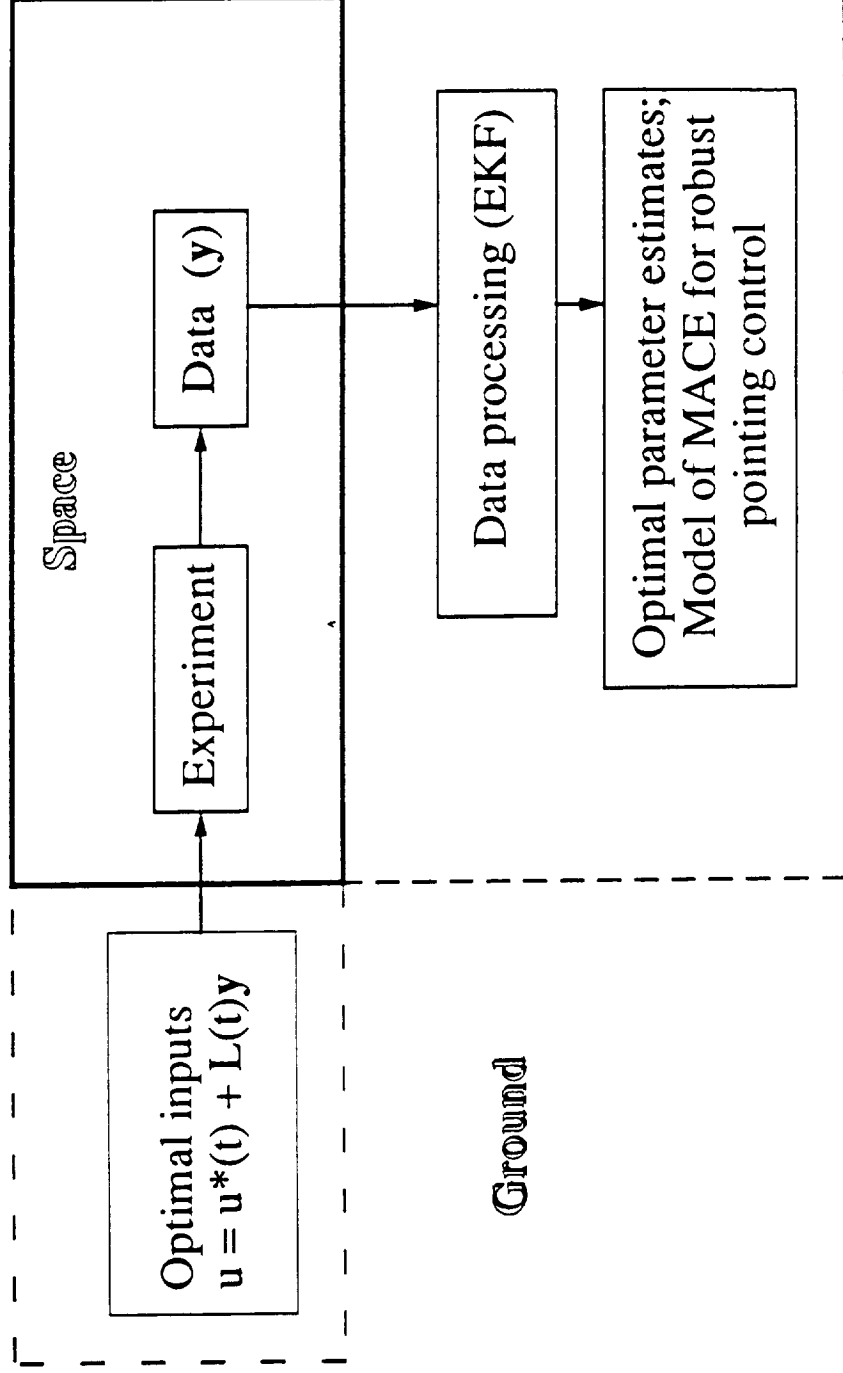 Space
Optimal inputs
u = u*(t) + L(t)y
Experiment
Data (y)
Ground
Data processing (EKF)
Optimal parameter estimates;
Model of MACE for robust
pointing control